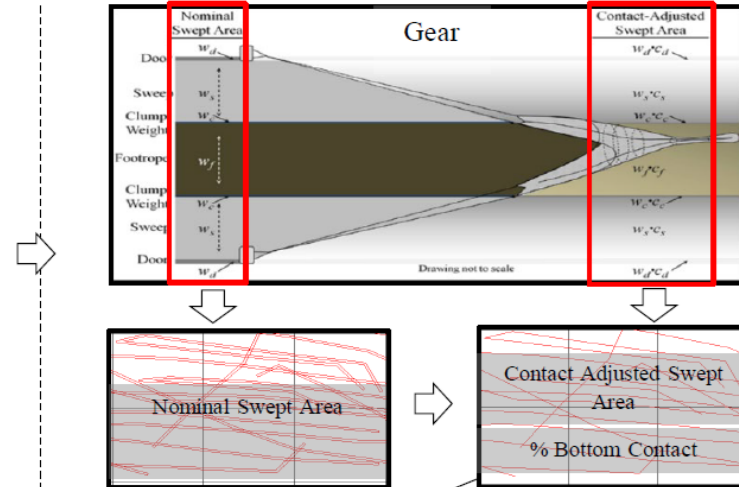 Nominal
Swept Area
Gear
Contact-Adjusted
Swept Area
Door
w_d
w_d•c_d
Sweep
w_s
w_s•c_s
Clump
Weight
w_c
w_c•c_c
Footrope
w_f
w_f•c_f
Clump
Weight
w_c
w_c•c_c
Sweep
w_s
w_s•c_s
Door
w_d
Drawing not to scale
w_d•c_d
Nominal Swept Area
Contact Adjusted Swept
Area
% Bottom Contact